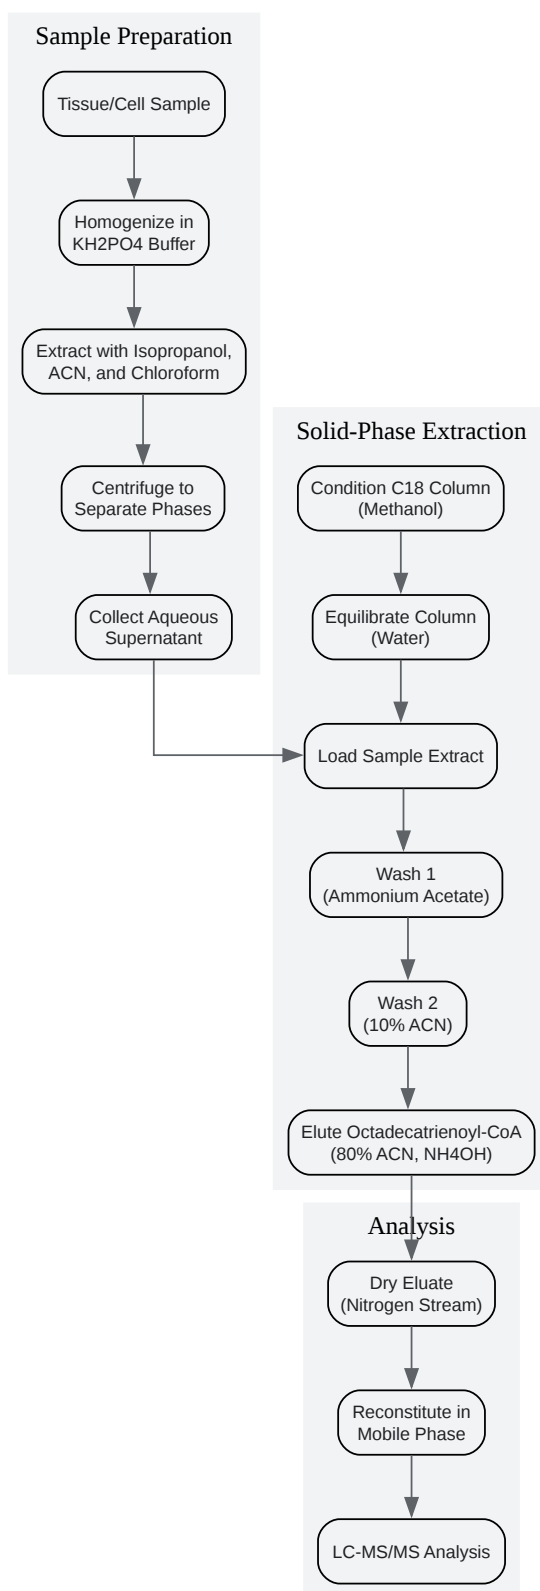 Sample Preparation
Tissue/Cell Sample
Homogenize in
KH2PO4 Buffer
Extract with Isopropanol,
ACN, and Chloroform
Centrifuge to
Separate Phases
Collect Aqueous
Supernatant
Solid-Phase Extraction
Condition C18 Column
(Methanol)
Equilibrate Column
(Water)
Load Sample Extract
Wash 1
(Ammonium Acetate)
Wash 2
(10% ACN)
Elute Octadecatrienoyl-CoA
(80% ACN, NH4OH)
Analysis
Dry Eluate
(Nitrogen Stream)
Reconstitute in
Mobile Phase
LC-MS/MS Analysis